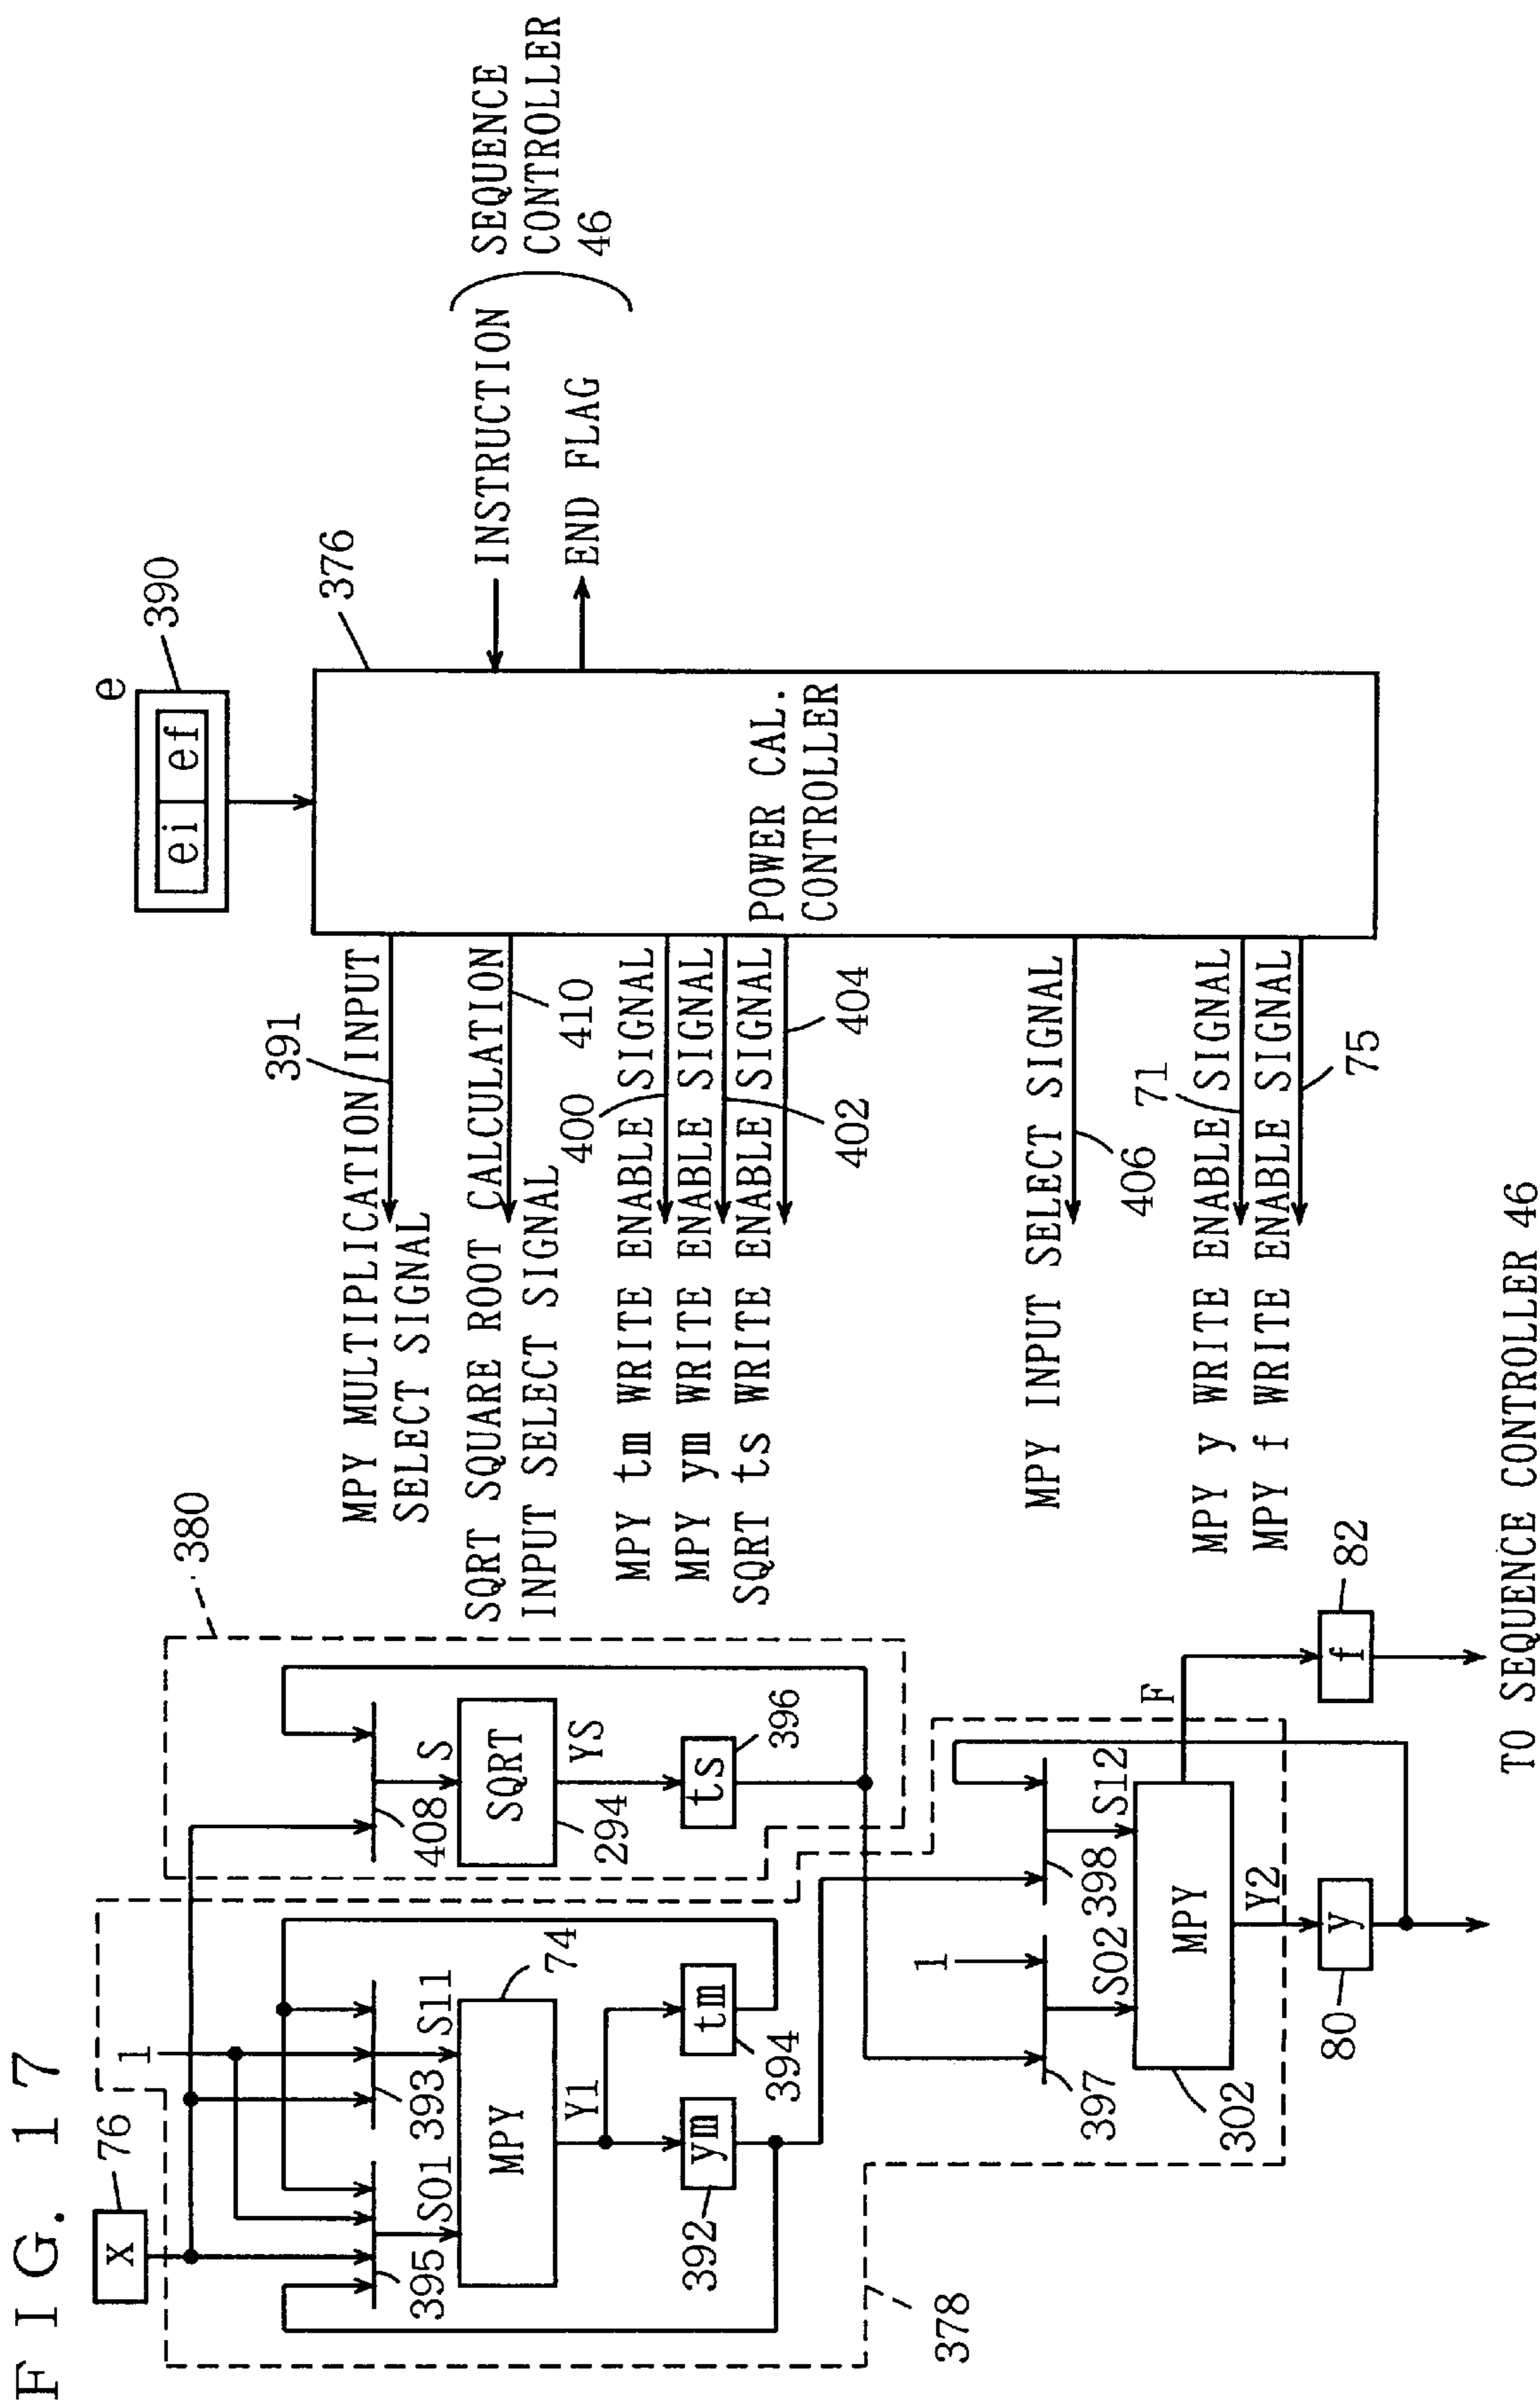 FIG. 17
76
x
1
395
S01
393
S11
MPY
74
Y1
392
ym
tm
394
378
380
408
S
SQRT
294
YS
ts
396
397
1
S02
398
S12
MPY
302
F
Y2
80
y
f
82
TO SEQUENCE CONTROLLER 46
MPY MULTIPLICATION INPUT
SELECT SIGNAL
391
SQRT SQUARE ROOT CALCULATION
INPUT SELECT SIGNAL
410
MPY tm WRITE ENABLE SIGNAL
400
MPY ym WRITE ENABLE SIGNAL
402
SQRT ts WRITE ENABLE SIGNAL
404
MPY INPUT SELECT SIGNAL
406
MPY y WRITE ENABLE SIGNAL
71
MPY f WRITE ENABLE SIGNAL
75
e
390
ei ef
376
POWER CAL.
CONTROLLER
INSTRUCTION
END FLAG
SEQUENCE
CONTROLLER
46